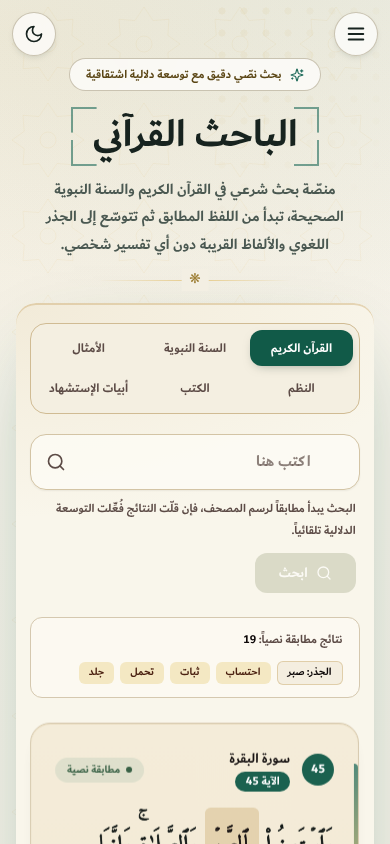 بحث نصّي دقيق مع توسعة دلالية اشتقاقية
الباحث القرآني
منصّة بحث شرعي في القرآن الكريم والسنة النبوية
الصحيحة، تبدأ من اللفظ المطابق ثم تتوسّع إلى الجذر
اللغوي والألفاظ القريبة دون أي تفسير شخصي.
القرآن الكريم السنة النبوية الأمثال
النظم الكتب أبيات الإستشهاد
اكتب هنا
البحث يبدأ مطابقاً لرسم المصحف، فإن قلّت النتائج فُعِّلت التوسعة
الدلالية تلقائياً.
ابحث
نتائج مطابقة نصياً: 19
الجذر: صبر احتساب ثبات تحمل جلد
45 سورة البقرة مطابقة نصية
الآية 45